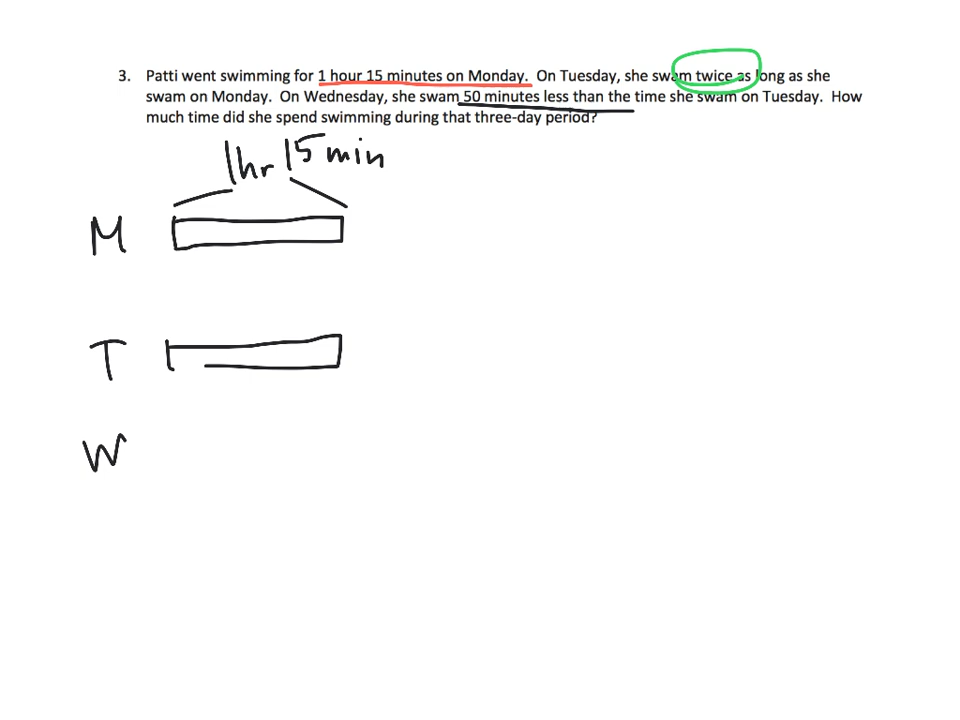 3. Patti went swimming for 1 hour 15 minutes on Monday. On Tuesday, she swam twice as long as she
swam on Monday. On Wednesday, she swam 50 minutes less than the time she swam on Tuesday. How
much time did she spend swimming during that three-day period?
1hr 15 min
M
T
W